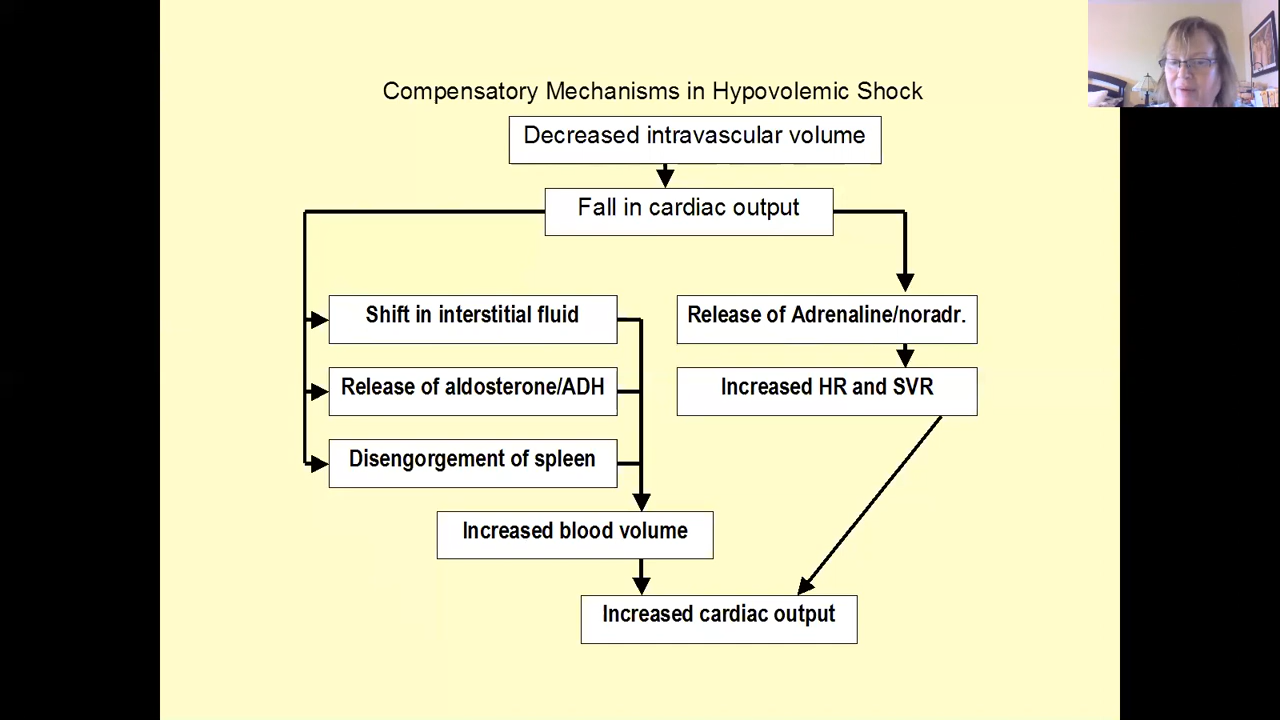 Compensatory Mechanisms in Hypovolemic Shock
Decreased intravascular volume
Fall in cardiac output
Shift in interstitial fluid
Release of Adrenaline/noradr.
Release of aldosterone/ADH
Increased HR and SVR
Disengorgement of spleen
Increased blood volume
Increased cardiac output